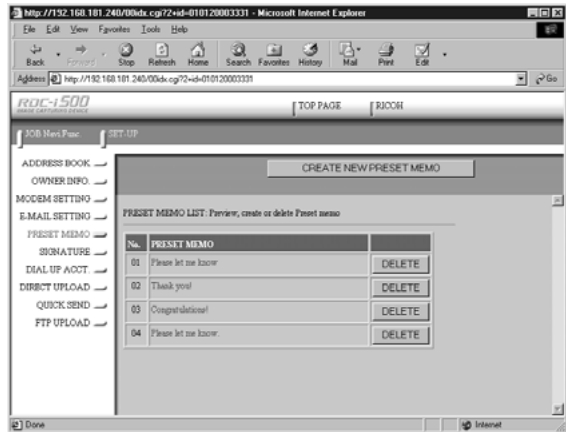 http://192.168.181.240/00idx.cgi?2+id=010120003331 - Microsoft Internet Explorer
File Edit View Favorites Tools Help
Back Forward Stop Refresh Home Search Favorites History Mail Print Edit
Address http://192.168.181.240/00idx.cgi?2+id=010120003331 Go
RDC-i500 TOP PAGE RICOH
IMAGE CAPTURING DEVICE
JOB Navi.Func. SET-UP
ADDRESS BOOK
OWNER INFO.
MODEM SETTING
E-MAIL SETTING
PRESET MEMO
SIGNATURE
DIAL UP ACCT.
DIRECT UPLOAD
QUICK SEND
FTP UPLOAD
CREATE NEW PRESET MEMO
PRESET MEMO LIST: Preview, create or delete Preset memo
No. PRESET MEMO
01 Please let me know DELETE
02 Thank you! DELETE
03 Congratulations! DELETE
04 Please let me know. DELETE
Done Internet